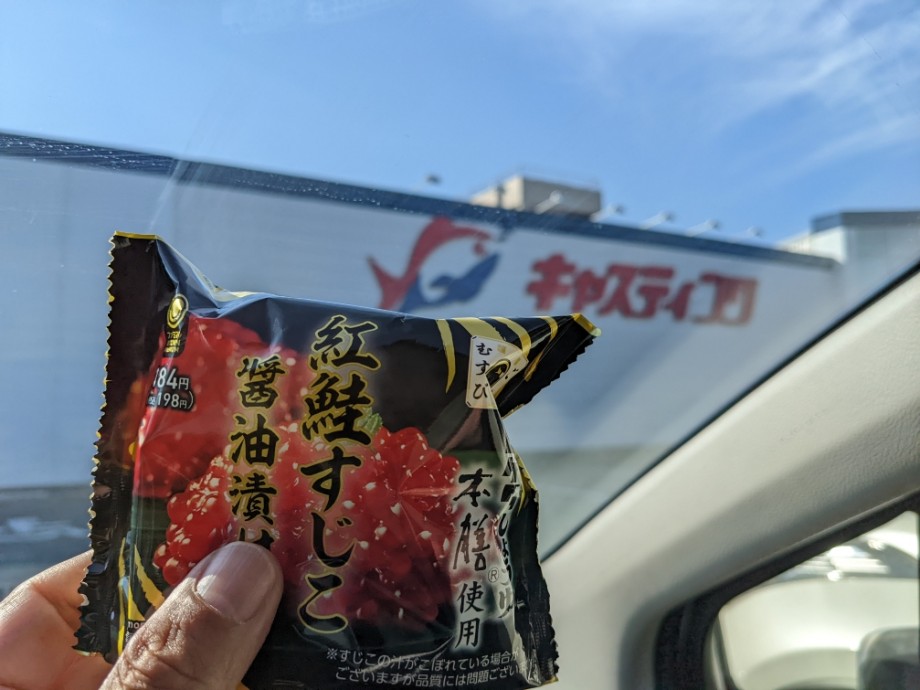 キャスティング
むすび
紅鮭すじこ
醤油漬け
本膳®使用
184円
198円
※すじこの汁がこぼれている場合が
ございますが品質には問題ござい